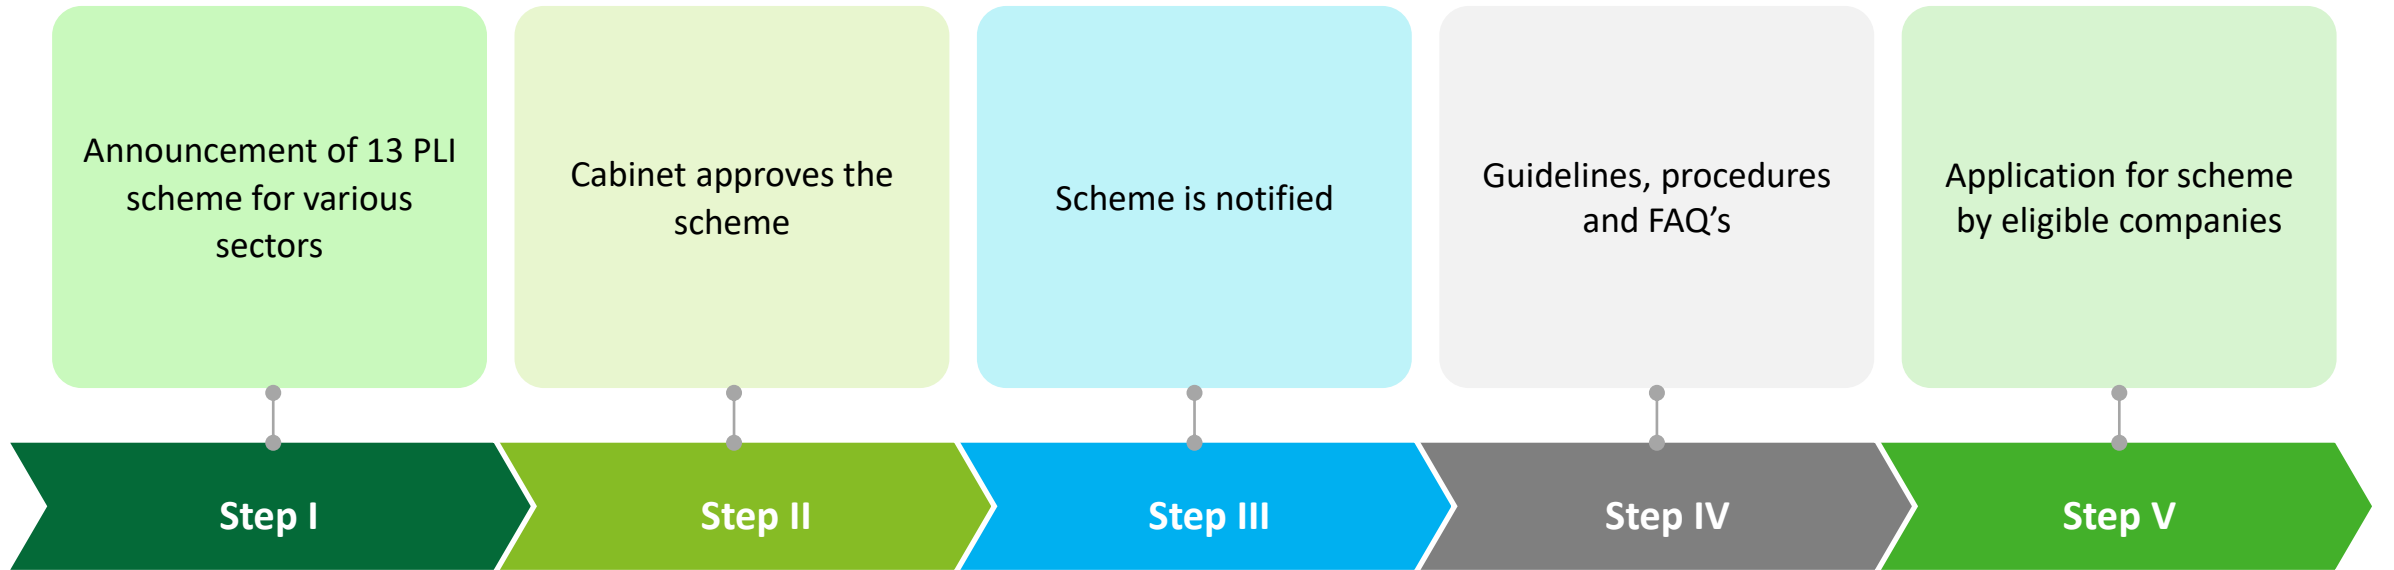 Announcement of 13 PLI
scheme for various
sectors
Cabinet approves the
scheme
Scheme is notified
Guidelines, procedures
and FAQ’s
Application for scheme
by eligible companies
Step I
Step II
Step III
Step IV
Step V